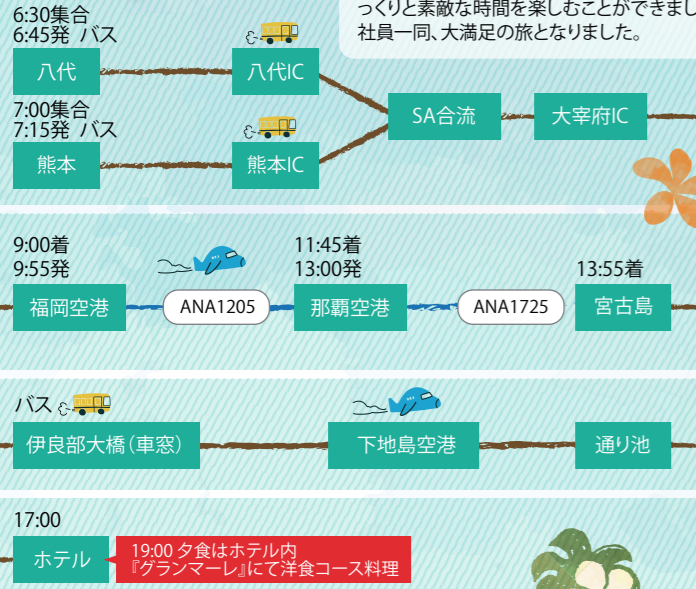 っくりと素敵な時間を楽しむことができまし
社員一同、大満足の旅となりました。
6:30集合
6:45発 バス
八代
八代IC
7:00集合
7:15発 バス
熊本
熊本IC
SA合流
大宰府IC
9:00着
9:55発
福岡空港
ANA1205
11:45着
13:00発
那覇空港
ANA1725
13:55着
宮古島
バス
伊良部大橋(車窓)
下地島空港
通り池
17:00
ホテル
19:00 夕食はホテル内
『グランマーレ』にて洋食コース料理